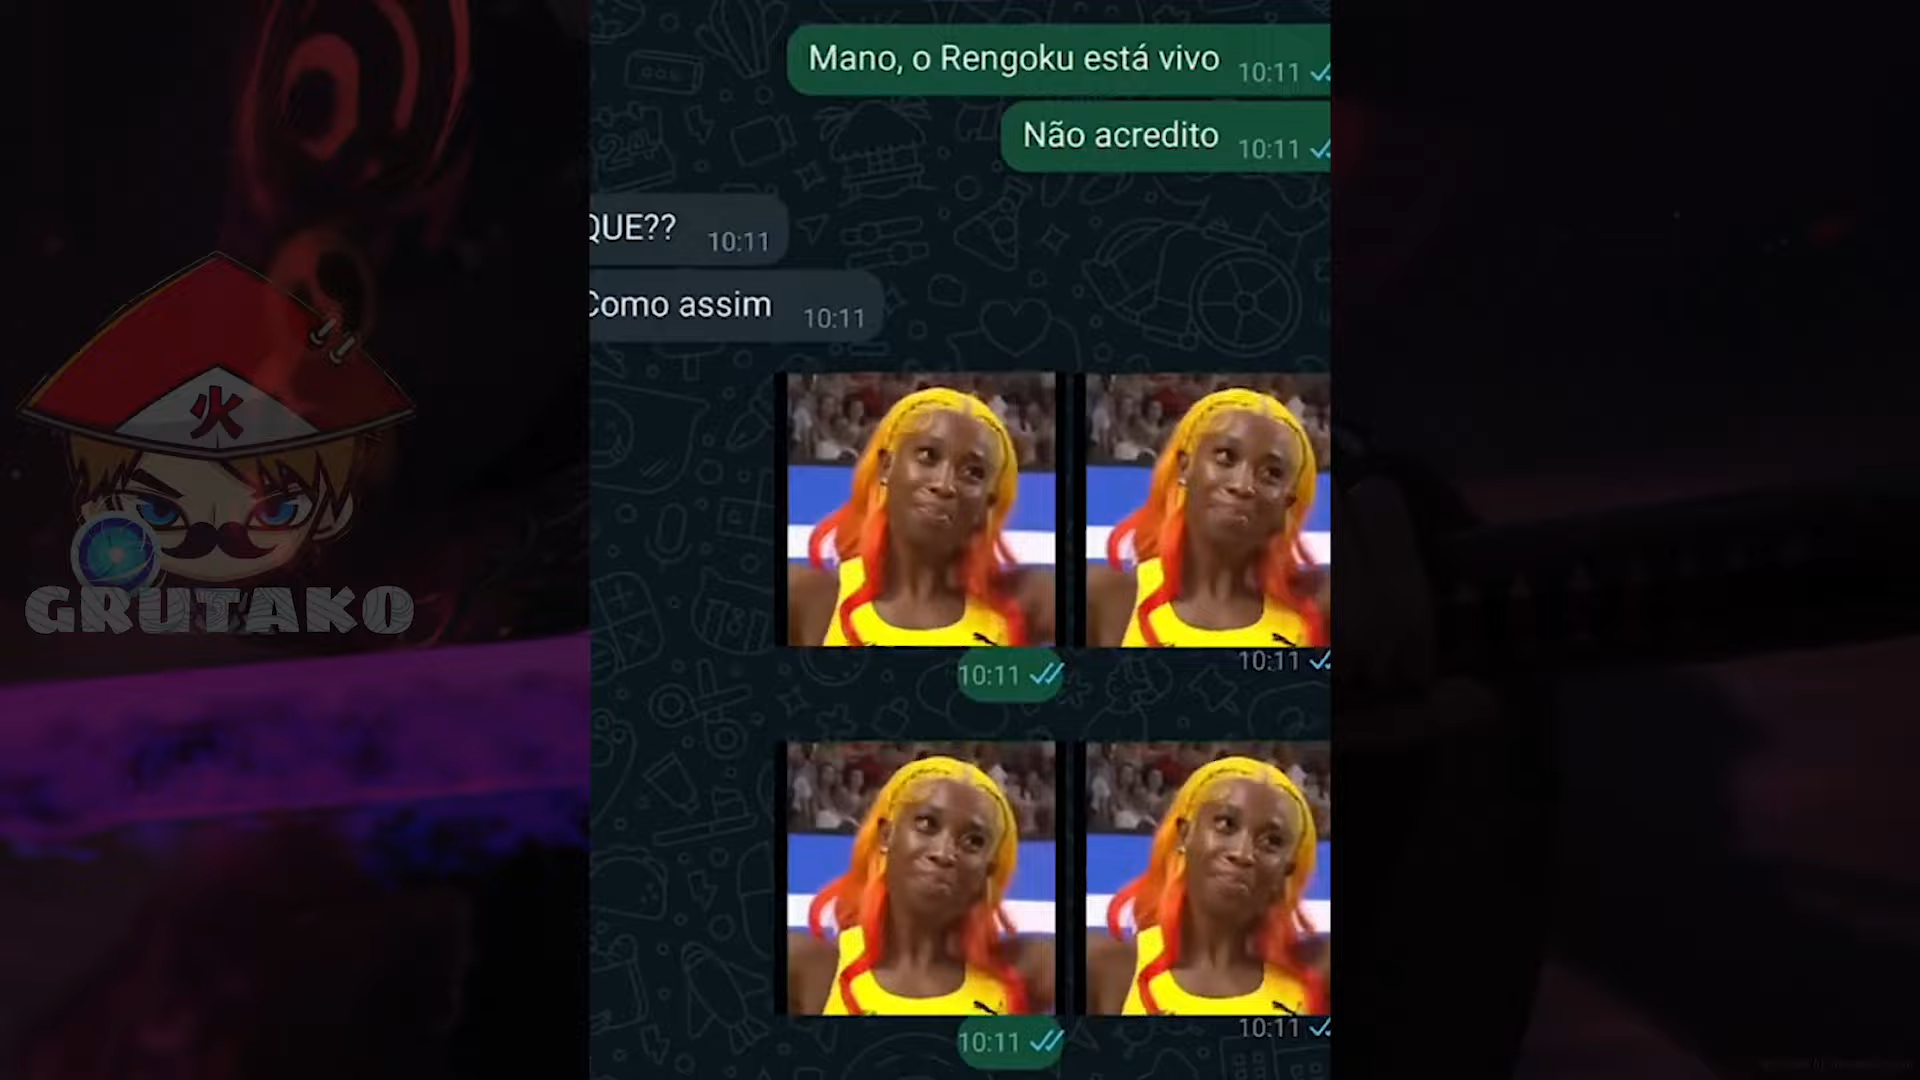 Mano, o Rengoku está vivo 10:11
Não acredito 10:11
QUE?? 10:11
Como assim 10:11
火
GRUTAKO
10:11 10:11
10:11 10:11